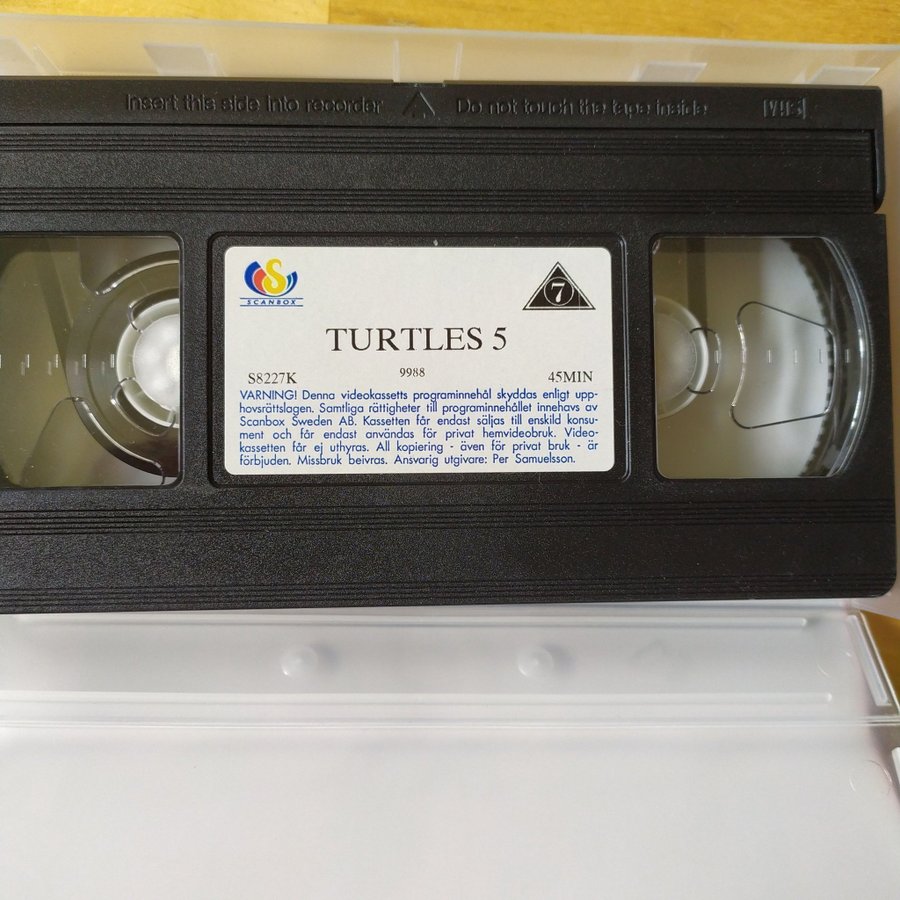 Insert this side into recorder Do not touch the tape inside VHS
S
SCANBOX
7
TURTLES 5
S8227K 9988 45MIN
VARNING! Denna videokassetts programinnehål skyddas enligt upp-
hovsrättslagen. Samtliga rättigheter till programinnehållet innehavs av
Scanbox Sweden AB. Kassetten får endast säljas till enskild konsu-
ment och får endast användas för privat hemvideobruk. Video-
kassetten får ej uthyras. All kopiering - även för privat bruk - är
förbjuden. Missbruk beivras. Ansvarig utgivare: Per Samuelsson.